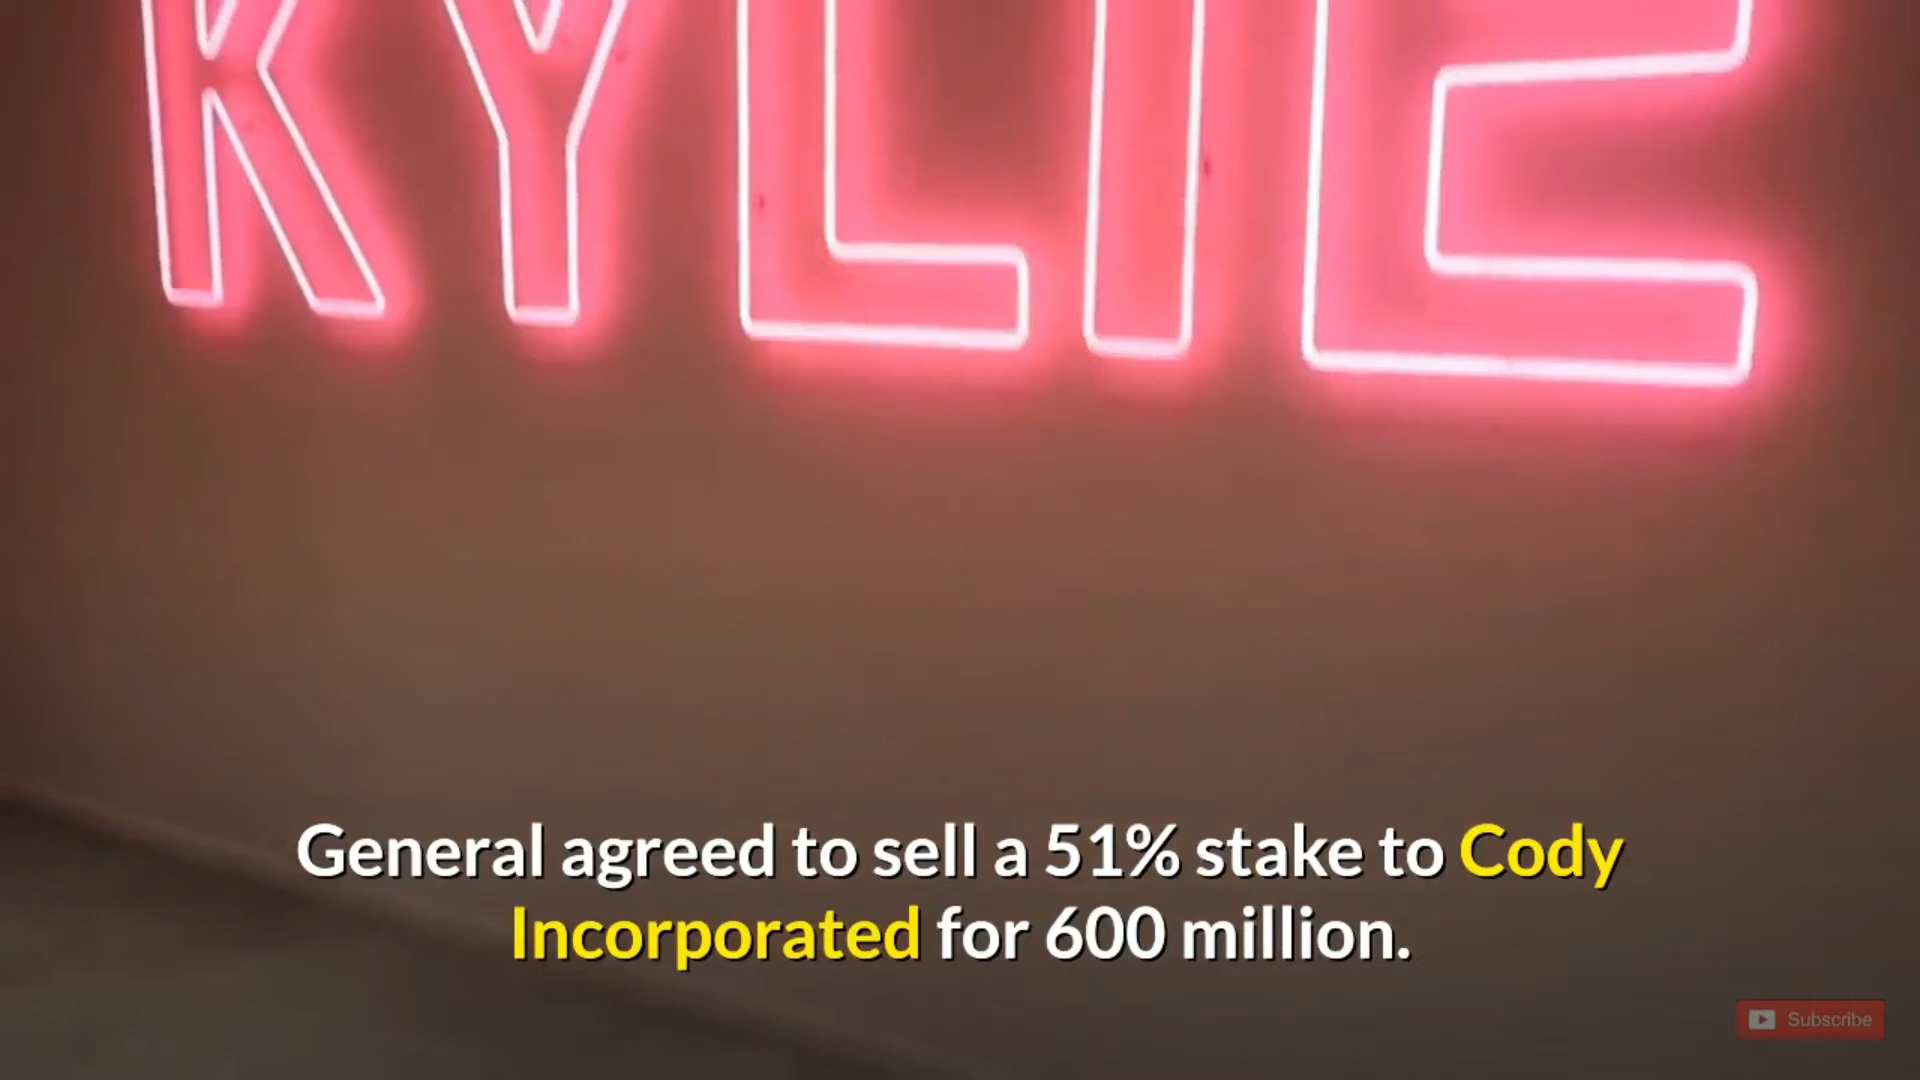 KYLIE
General agreed to sell a 51% stake to Cody
Incorporated for 600 million.
Subscribe